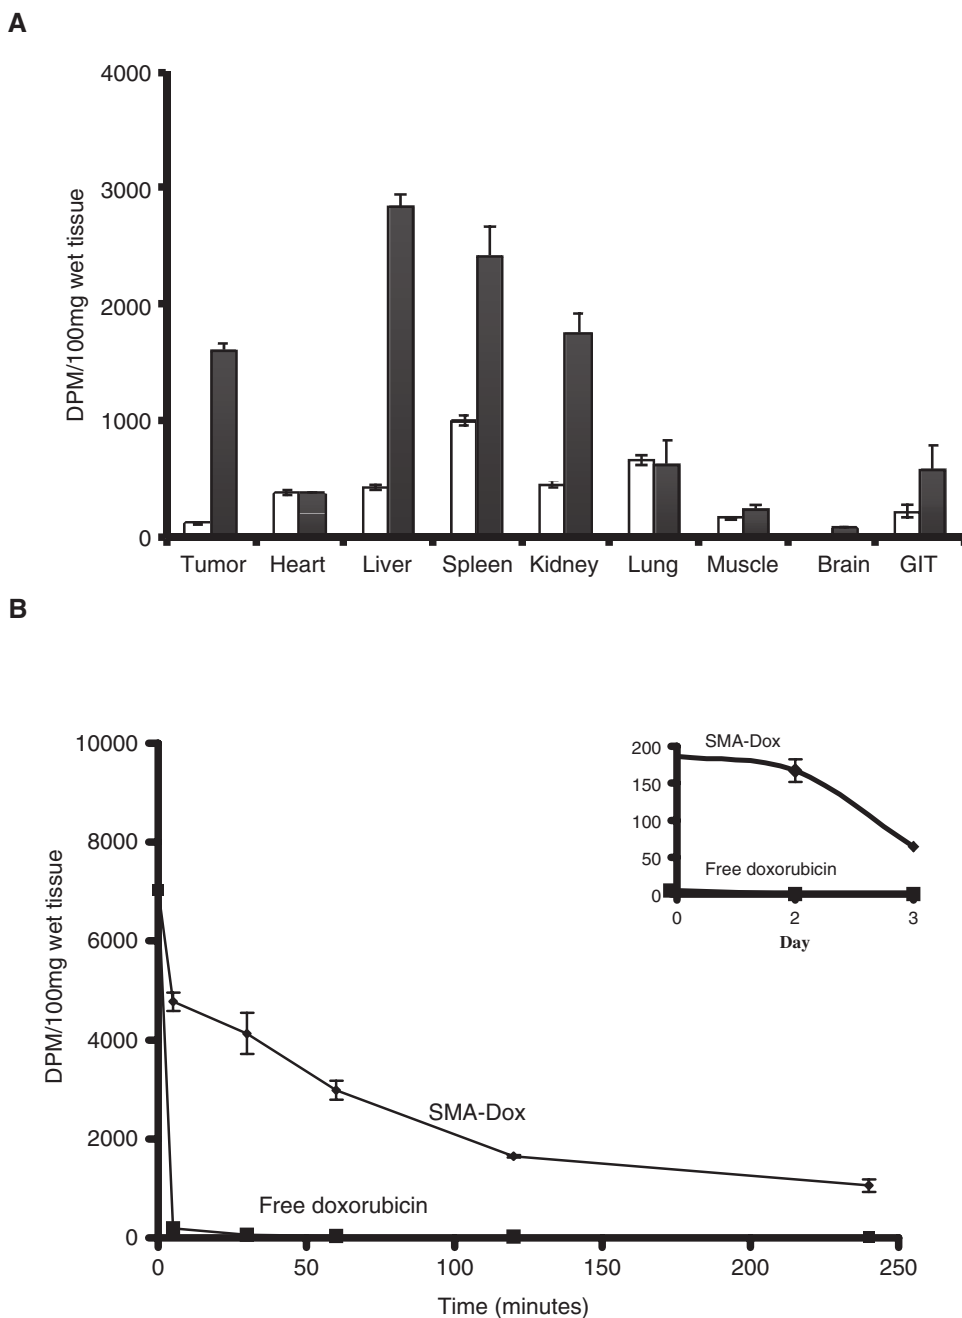 A
4000
3000
2000
1000
0
DPM/100mg wet tissue
Tumor Heart Liver Spleen Kidney Lung Muscle Brain GIT
B
10000
8000
6000
4000
2000
0
DPM/100mg wet tissue
SMA-Dox
Free doxorubicin
0 50 100 150 200 250
Time (minutes)
200
150
100
50
0
SMA-Dox
Free doxorubicin
0 2 3
Day